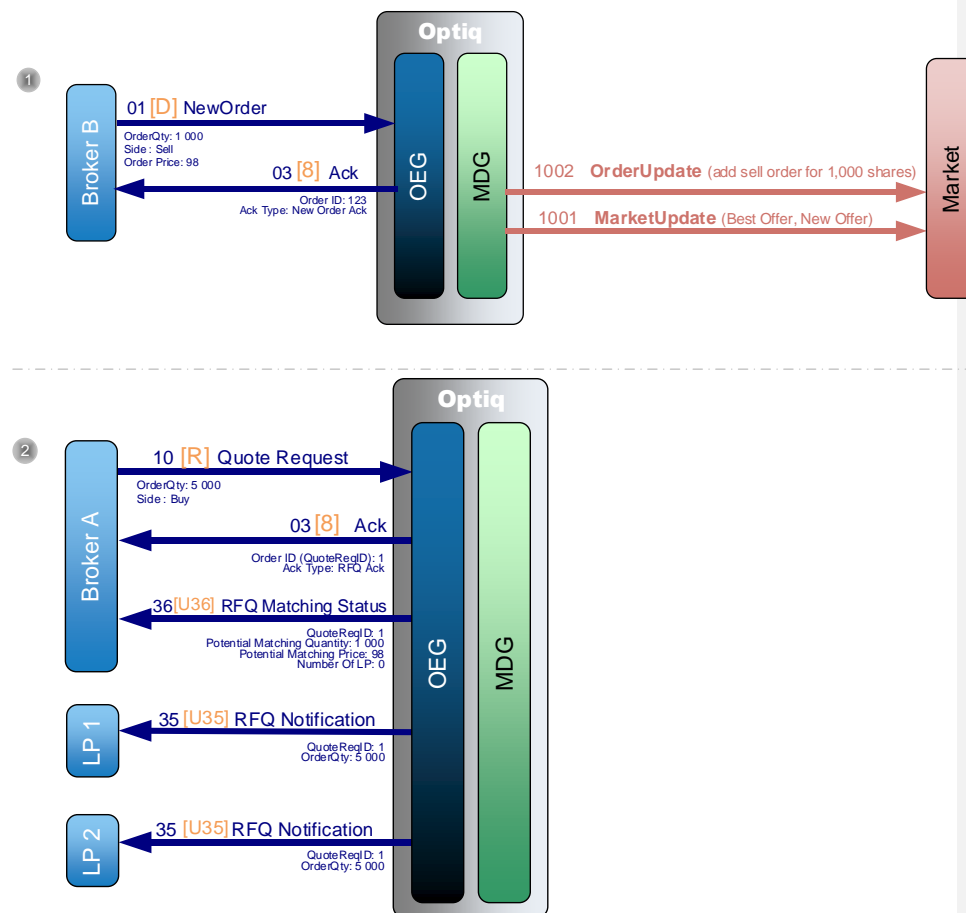 Optiq
1
Broker B
01 [D] NewOrder
OrderQty: 1 000
Side : Sell
Order Price: 98
03 [8] Ack
Order ID: 123
Ack Type: New Order Ack
OEG
MDG
1002 OrderUpdate (add sell order for 1,000 shares)
1001 MarketUpdate (Best Offer, New Offer)
Market
Optiq
2
Broker A
10 [R] Quote Request
OrderQty: 5 000
Side : Buy
03 [8] Ack
Order ID (QuoteReqID): 1
Ack Type: RFQ Ack
36 [U36] RFQ Matching Status
QuoteReqID: 1
Potential Matching Quantity: 1 000
Potential Matching Price: 98
Number Of LP: 0
OEG
MDG
LP 1
35 [U35] RFQ Notification
QuoteReqID: 1
OrderQty: 5 000
LP 2
35 [U35] RFQ Notification
QuoteReqID: 1
OrderQty: 5 000